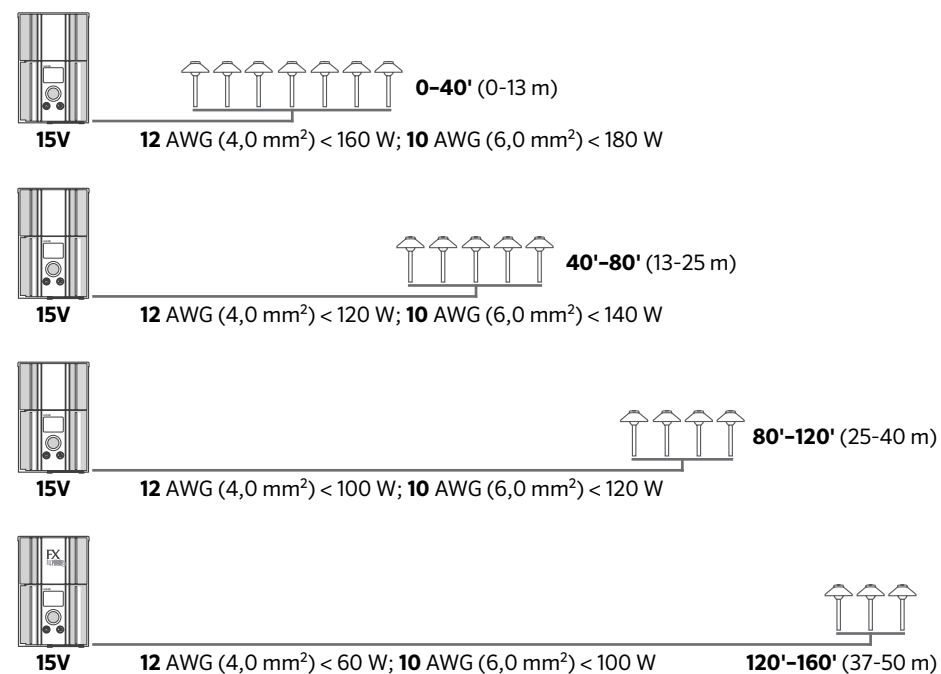 0–40' (0-13 m)
15V 12 AWG (4,0 mm²) < 160 W; 10 AWG (6,0 mm²) < 180 W
40'–80' (13-25 m)
15V 12 AWG (4,0 mm²) < 120 W; 10 AWG (6,0 mm²) < 140 W
80'–120' (25-40 m)
15V 12 AWG (4,0 mm²) < 100 W; 10 AWG (6,0 mm²) < 120 W
FX
15V 12 AWG (4,0 mm²) < 60 W; 10 AWG (6,0 mm²) < 100 W 120'–160' (37-50 m)